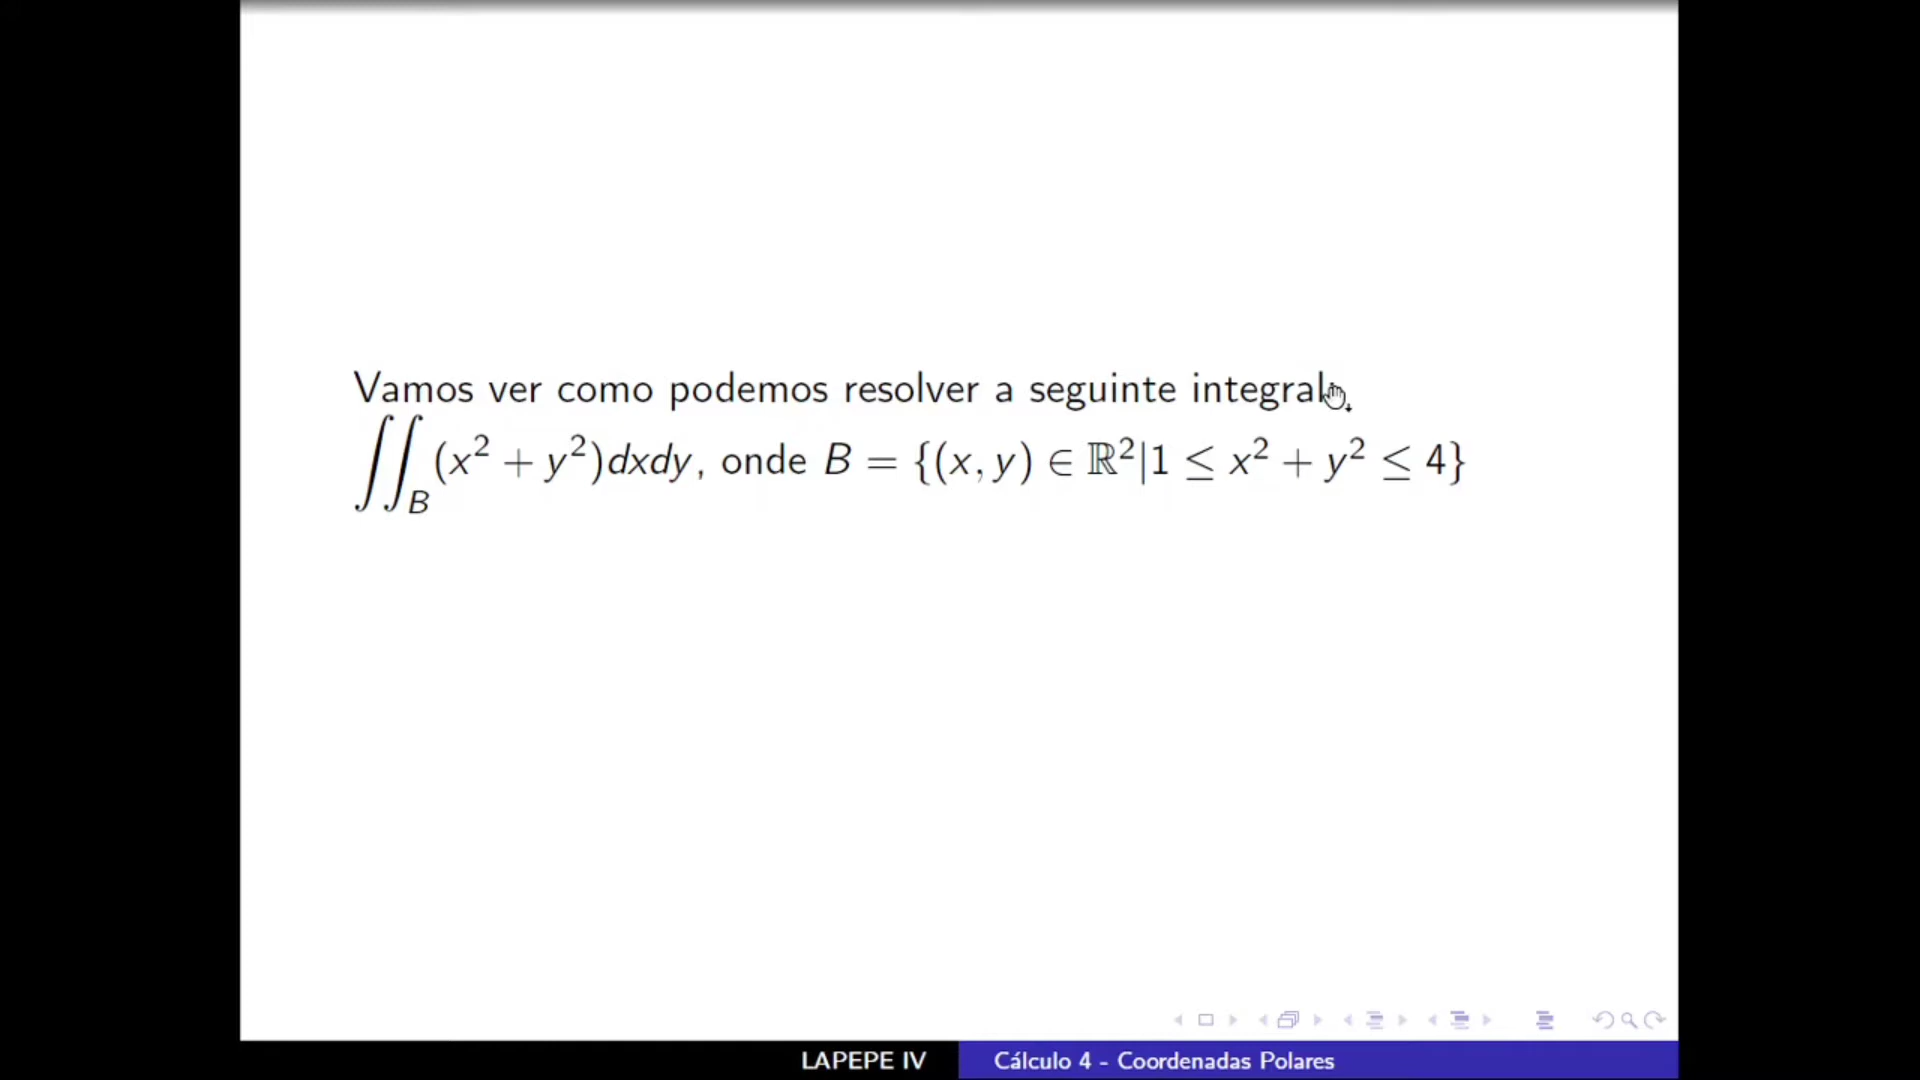 Vamos ver como podemos resolver a seguinte integral
∬_B (x² + y²)dxdy, onde B = {(x, y) ∈ ℝ²|1 ≤ x² + y² ≤ 4}
LAPEPE IV Cálculo 4 - Coordenadas Polares